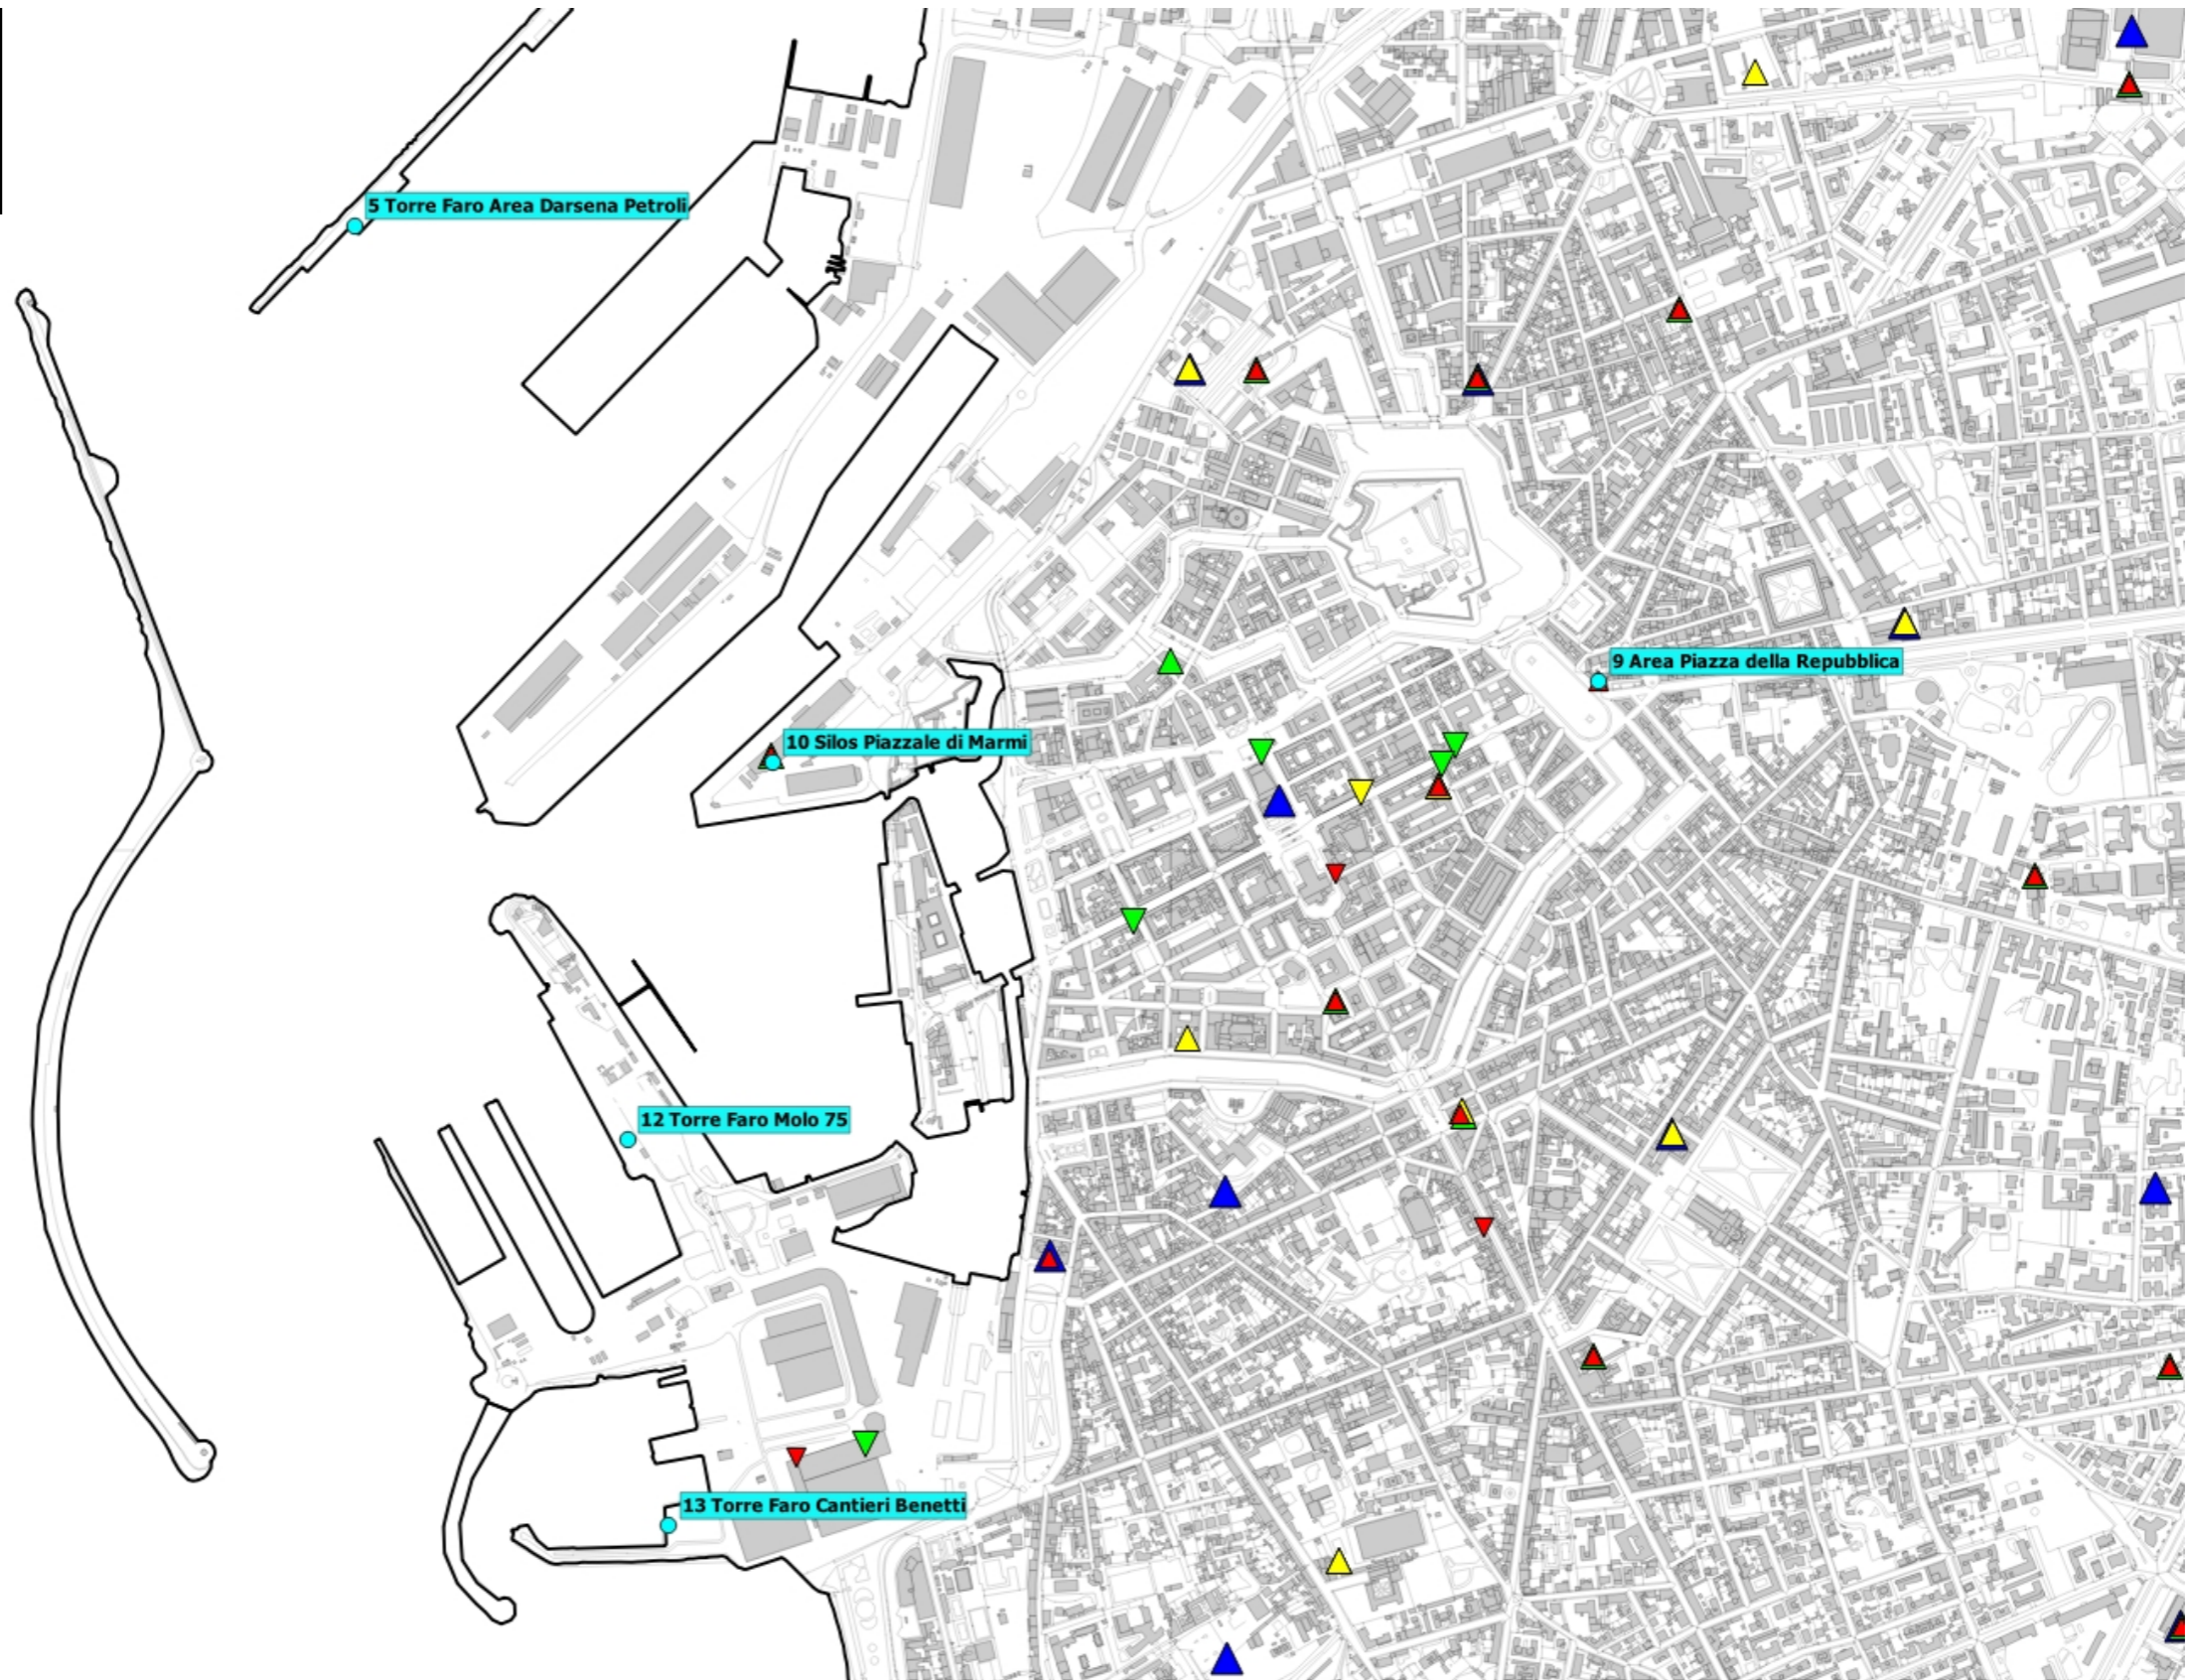 5 Torre Faro Area Darsena Petroli
9 Area Piazza della Repubblica
10 Silos Piazzale di Marmi
12 Torre Faro Molo 75
13 Torre Faro Cantieri Benetti